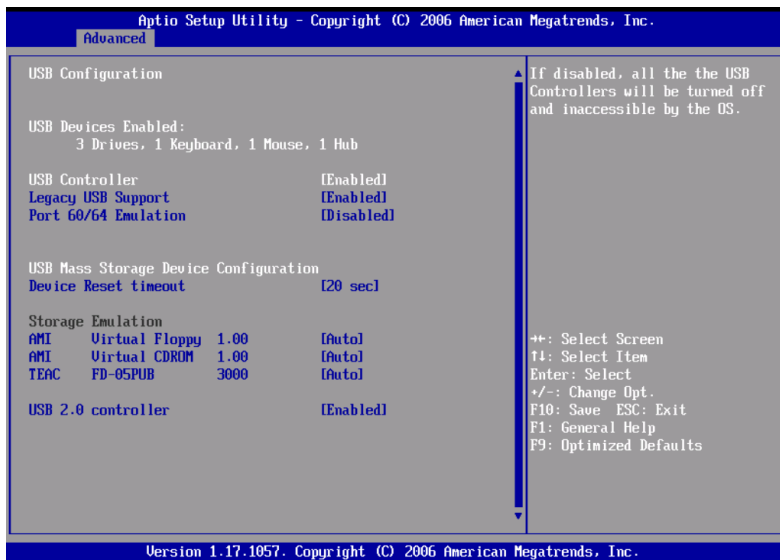 Aptio Setup Utility - Copyright (C) 2006 American Megatrends, Inc.
Advanced
USB Configuration
USB Devices Enabled:
3 Drives, 1 Keyboard, 1 Mouse, 1 Hub
USB Controller [Enabled]
Legacy USB Support [Enabled]
Port 60/64 Emulation [Disabled]
USB Mass Storage Device Configuration
Device Reset timeout [20 sec]
Storage Emulation
AMI Virtual Floppy 1.00 [Auto]
AMI Virtual CDROM 1.00 [Auto]
TEAC FD-05PUB 3000 [Auto]
USB 2.0 controller [Enabled]
If disabled, all the the USB
Controllers will be turned off
and inaccessible by the OS.
→←: Select Screen
↑↓: Select Item
Enter: Select
+/-: Change Opt.
F10: Save ESC: Exit
F1: General Help
F9: Optimized Defaults
Version 1.17.1057. Copyright (C) 2006 American Megatrends, Inc.